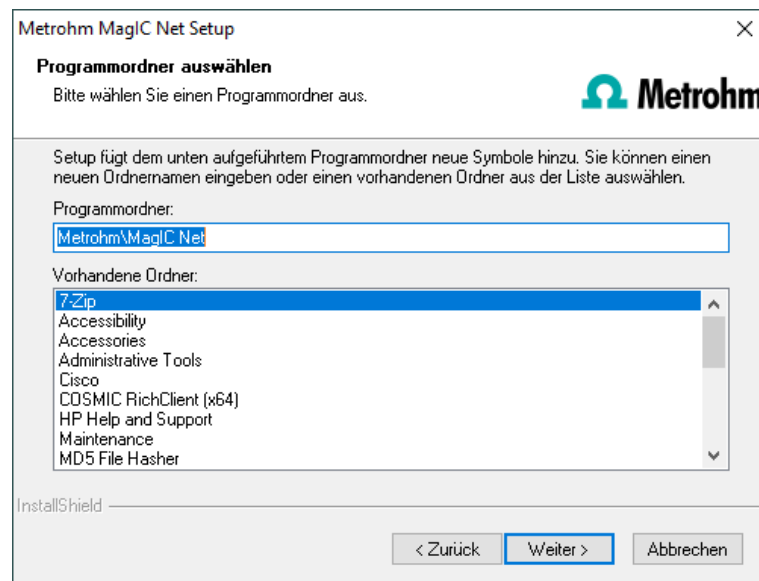 Metrohm MagIC Net Setup
Programmordner auswählen
Bitte wählen Sie einen Programmordner aus.
Metrohm
Setup fügt dem unten aufgeführtem Programmordner neue Symbole hinzu. Sie können einen
neuen Ordnernamen eingeben oder einen vorhandenen Ordner aus der Liste auswählen.
Programmordner:
Metrohm\MagIC Net
Vorhandene Ordner:
7-Zip
Accessibility
Accessories
Administrative Tools
Cisco
COSMIC RichClient (x64)
HP Help and Support
Maintenance
MD5 File Hasher
InstallShield
< Zurück
Weiter >
Abbrechen